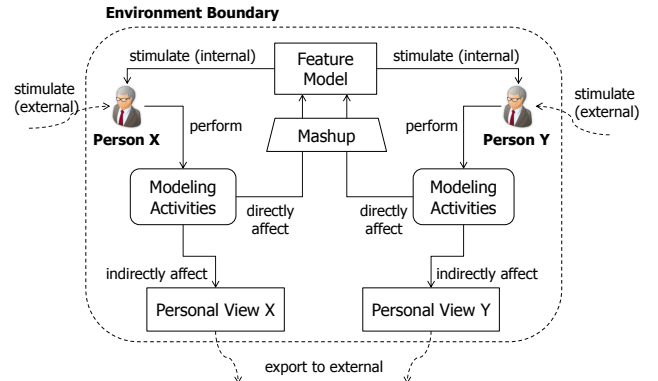 Environment Boundary
stimulate (internal)
Feature
Model
stimulate (internal)
stimulate
(external)
stimulate
(external)
Person X
perform
Mashup
perform
Person Y
Modeling
Activities
directly
affect
directly
affect
Modeling
Activities
indirectly affect
indirectly affect
Personal View X
Personal View Y
export to external